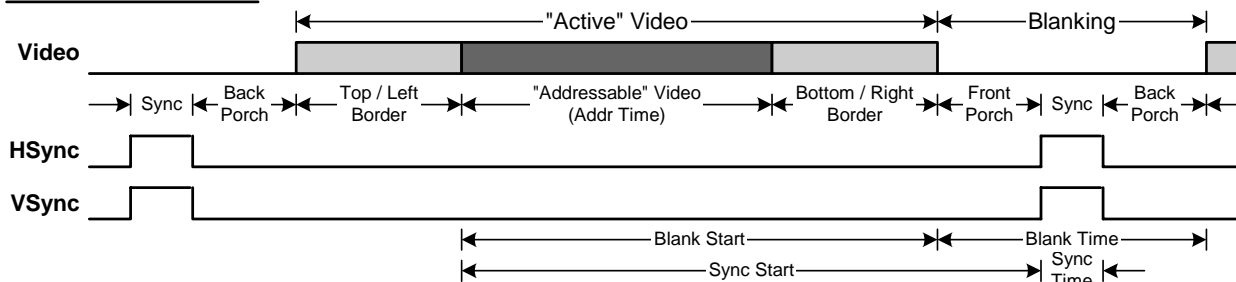 "Active" Video Blanking
Video
Sync Back Porch Top / Left Border "Addressable" Video (Addr Time) Bottom / Right Border Front Porch Sync Back Porch
HSync
VSync
Blank Start Blank Time
Sync Start Sync Time